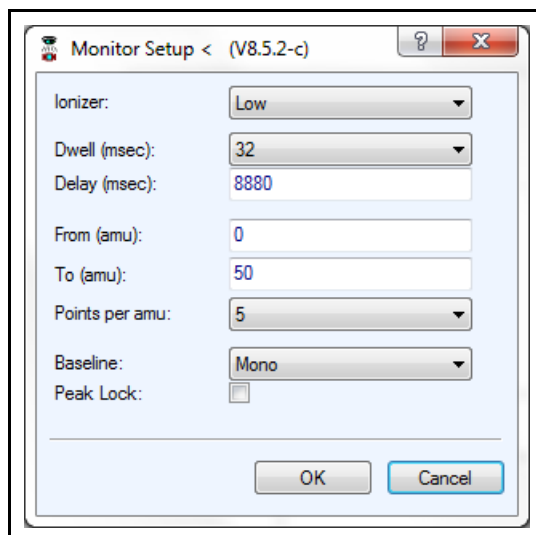 Monitor Setup < (V8.5.2-c)
Ionizer: Low
Dwell (msec): 32
Delay (msec): 8880
From (amu): 0
To (amu): 50
Points per amu: 5
Baseline: Mono
Peak Lock:
OK Cancel